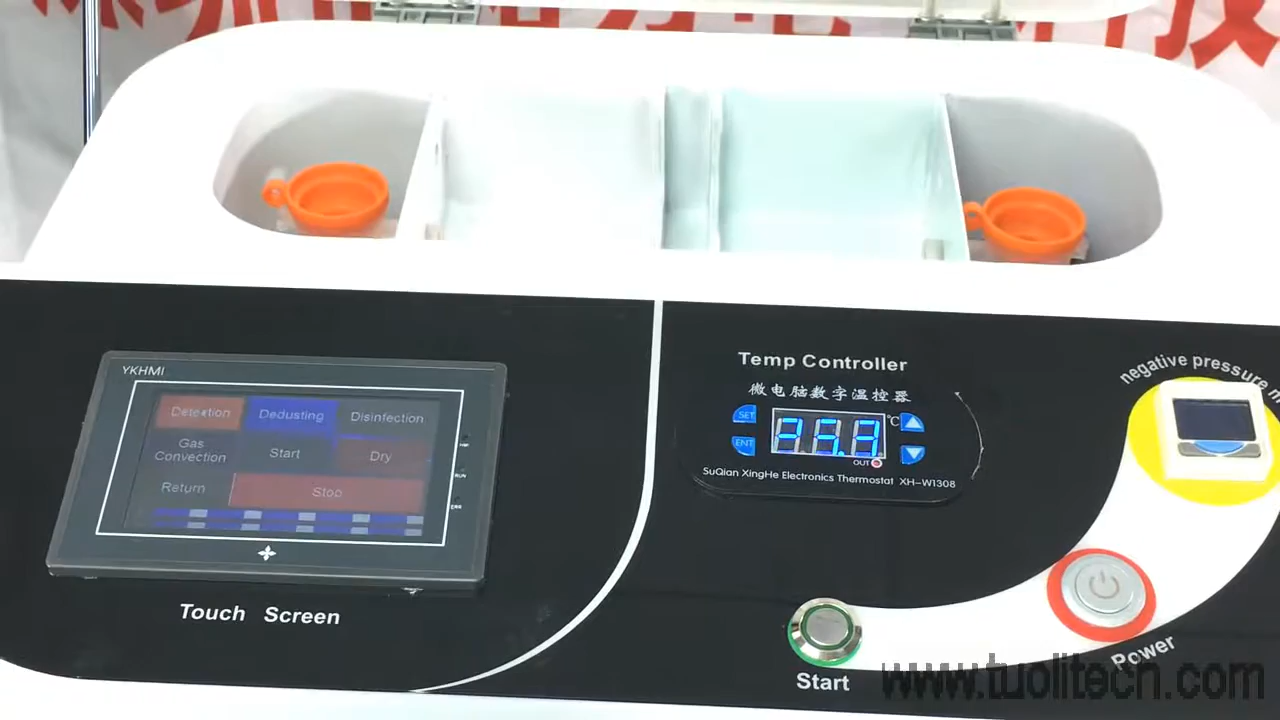 YKHMI
Detection
Dedusting
Disinfection
Gas
Convection
Start
Dry
Return
Stop
Touch Screen
Temp Controller
微电脑数字温控器
SET
ENT
°C
OUT
SuQian XingHe Electronics Thermostat XH-W1308
negative pressure
Start
Power
www.tuolitecn.com